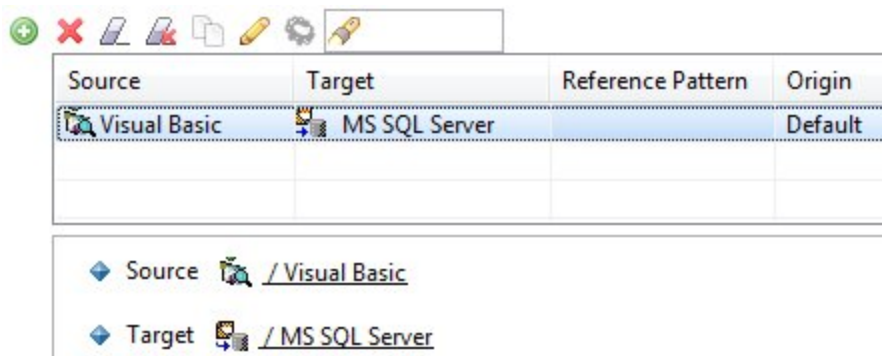 Source Target Reference Pattern Origin
Visual Basic MS SQL Server Default
Source / Visual Basic
Target / MS SQL Server